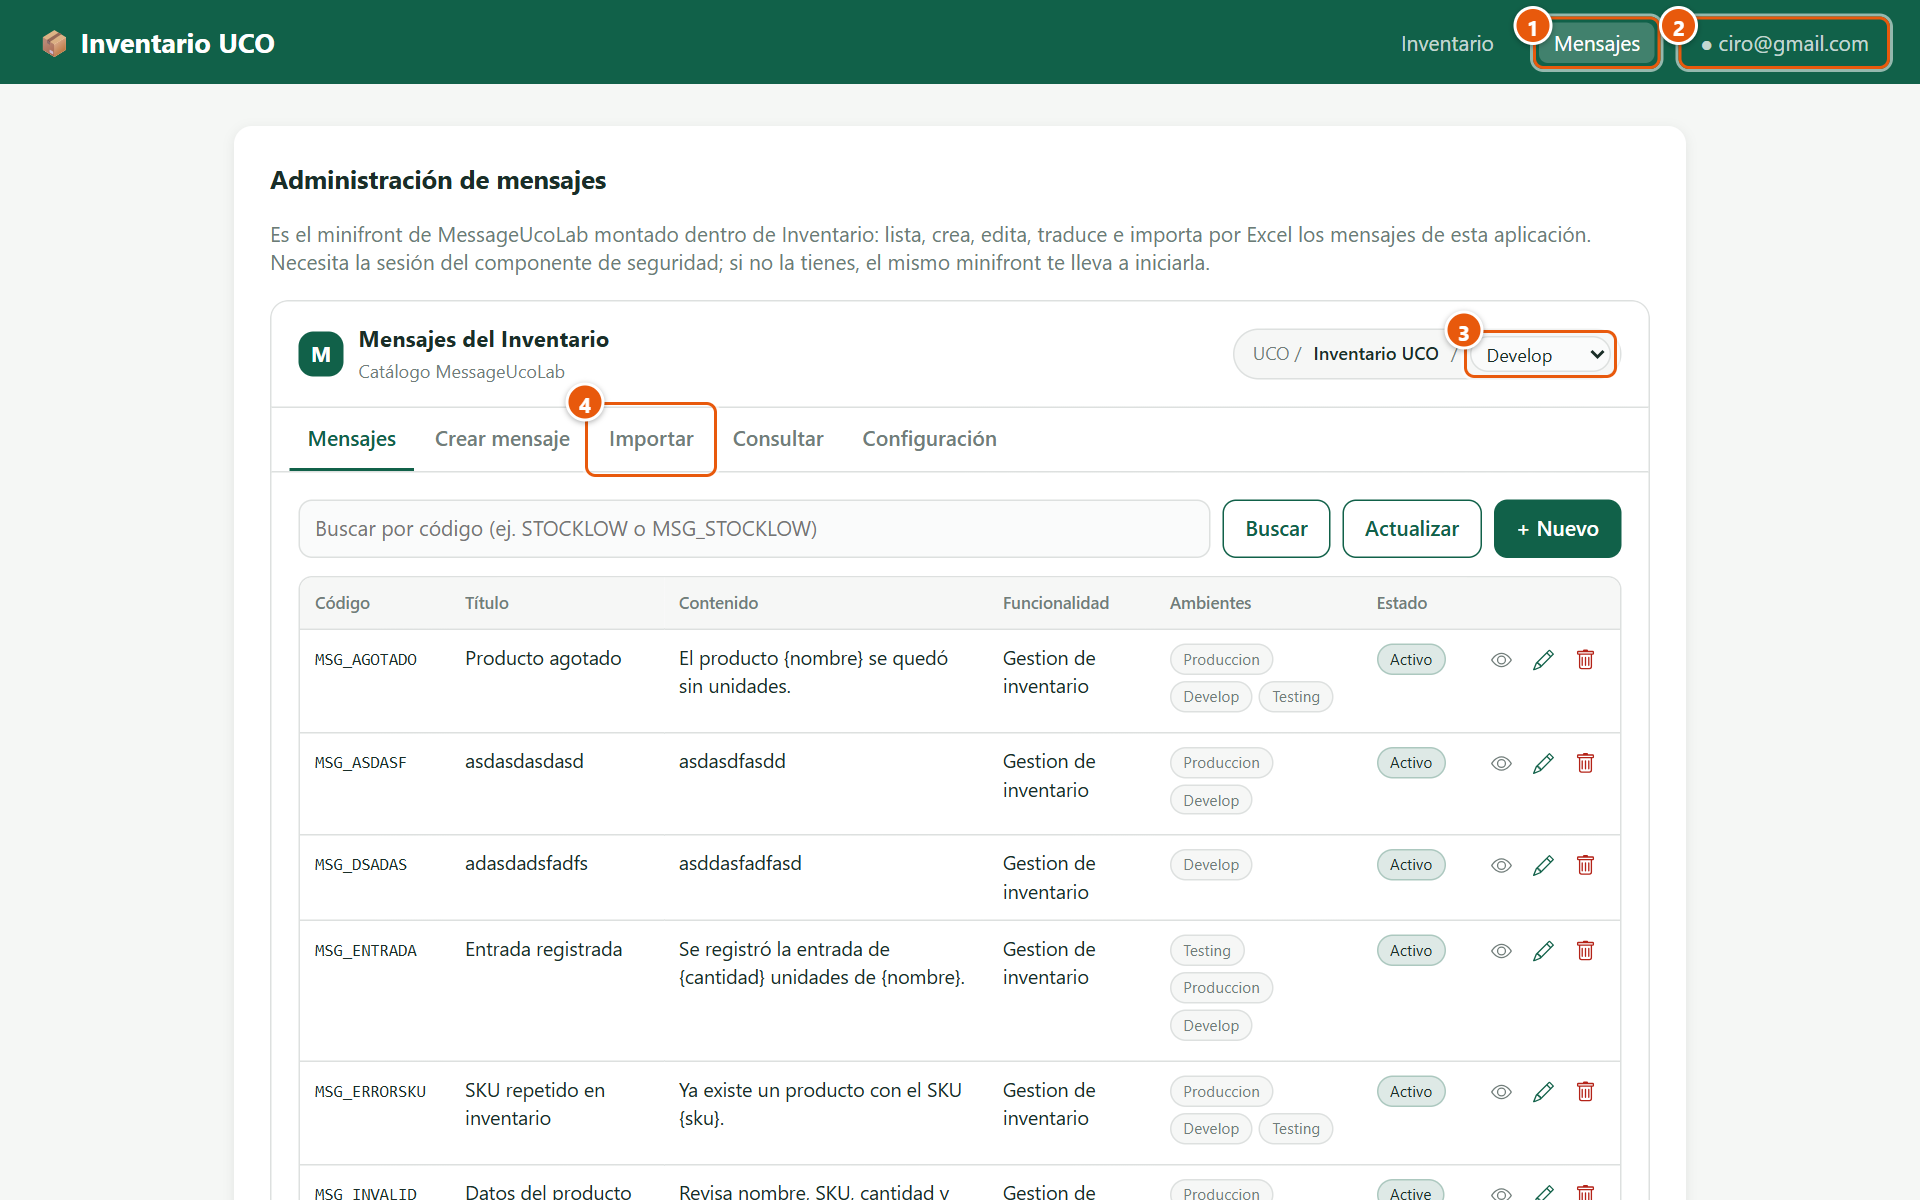 Inventario UCO
Inventario
1
Mensajes
2
ciro@gmail.com
Administración de mensajes
Es el minifront de MessageUcoLab montado dentro de Inventario: lista, crea, edita, traduce e importa por Excel los mensajes de esta aplicación.
Necesita la sesión del componente de seguridad; si no la tienes, el mismo minifront te lleva a iniciarla.
M
Mensajes del Inventario
Catálogo MessageUcoLab
UCO / Inventario UCO /
3
Develop
4
Mensajes Crear mensaje Importar Consultar Configuración
Buscar por código (ej. STOCKLOW o MSG_STOCKLOW)
Buscar
Actualizar
+ Nuevo
Código Título Contenido Funcionalidad Ambientes Estado
MSG_AGOTADO
Producto agotado
El producto {nombre} se quedó
sin unidades.
Gestion de
inventario
Produccion
Develop Testing
Activo
MSG_ASDASF
asdasdasdasd
asdasdfasdd
Gestion de
inventario
Produccion
Develop
Activo
MSG_DSADAS
adasdadsfadfs
asddasfadfasd
Gestion de
inventario
Develop
Activo
MSG_ENTRADA
Entrada registrada
Se registró la entrada de
{cantidad} unidades de {nombre}.
Gestion de
inventario
Testing
Produccion
Develop
Activo
MSG_ERRORSKU
SKU repetido en
inventario
Ya existe un producto con el SKU
{sku}.
Gestion de
inventario
Produccion
Develop Testing
Activo
MSG_INVALID
Datos del producto
Revisa nombre, SKU, cantidad y
Gestion de
Produccion
Active